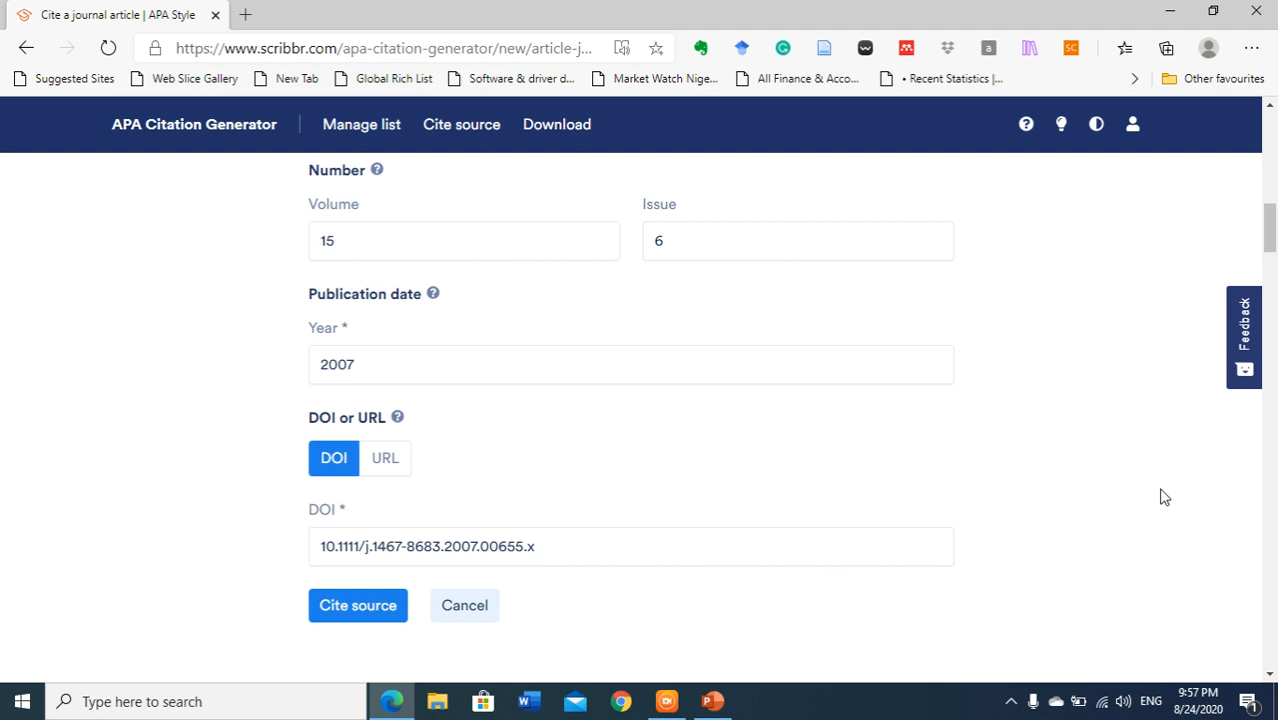 Cite a journal article | APA Style
https://www.scribbr.com/apa-citation-generator/new/article-j...
Suggested Sites
Web Slice Gallery
New Tab
Global Rich List
Software & driver d...
Market Watch Nige...
All Finance & Acco...
• Recent Statistics |...
Other favourites
APA Citation Generator
Manage list
Cite source
Download
Number
Volume
Issue
15
6
Publication date
Year *
2007
DOI or URL
DOI
URL
DOI *
10.1111/j.1467-8683.2007.00655.x
Cite source
Cancel
Feedback
Type here to search
ENG
9:57 PM
8/24/2020